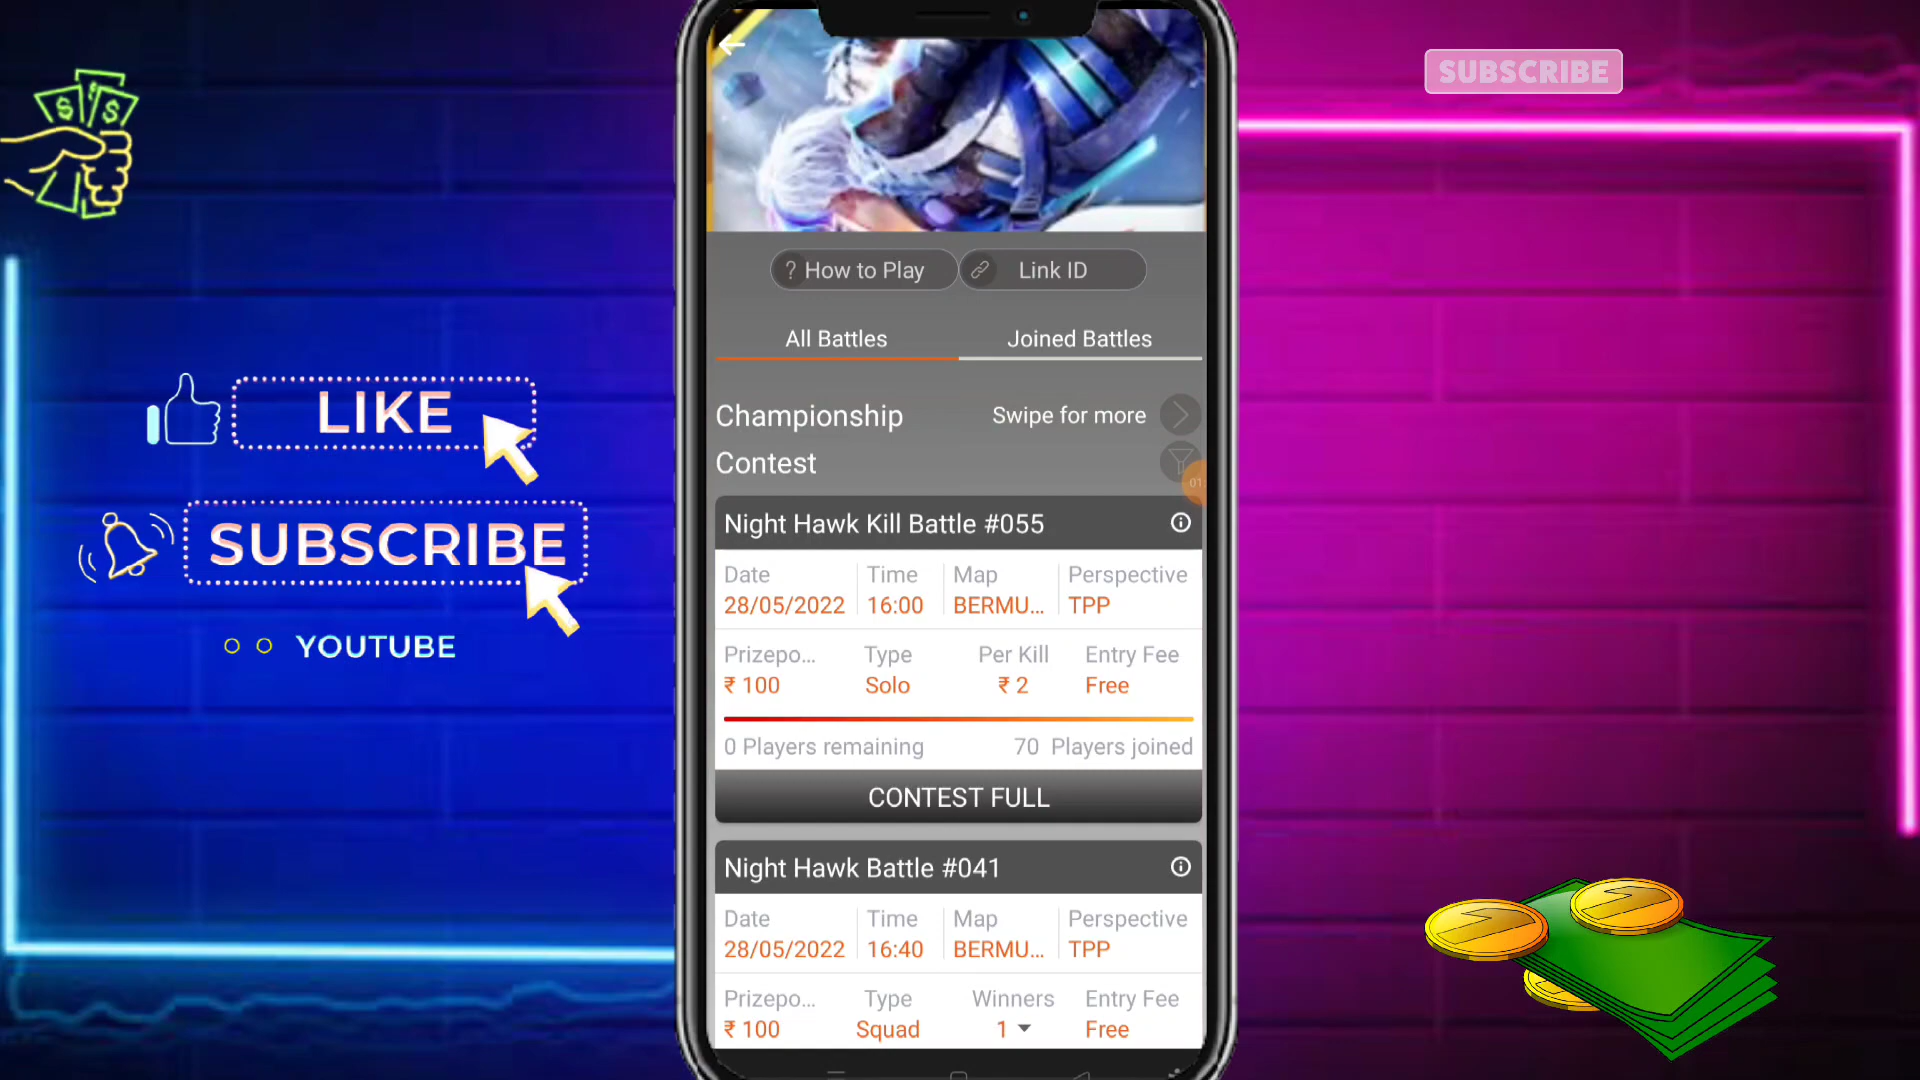 SUBSCRIBE
$ $
? How to Play
Link ID
All Battles
Joined Battles
Championship
Swipe for more
Contest
01
Night Hawk Kill Battle #055
Date Time Map Perspective
28/05/2022 16:00 BERMU... TPP
Prizepo... Type Per Kill Entry Fee
₹ 100 Solo ₹ 2 Free
0 Players remaining 70 Players joined
CONTEST FULL
Night Hawk Battle #041
Date Time Map Perspective
28/05/2022 16:40 BERMU... TPP
Prizepo... Type Winners Entry Fee
₹ 100 Squad 1 Free
LIKE
SUBSCRIBE
YOUTUBE